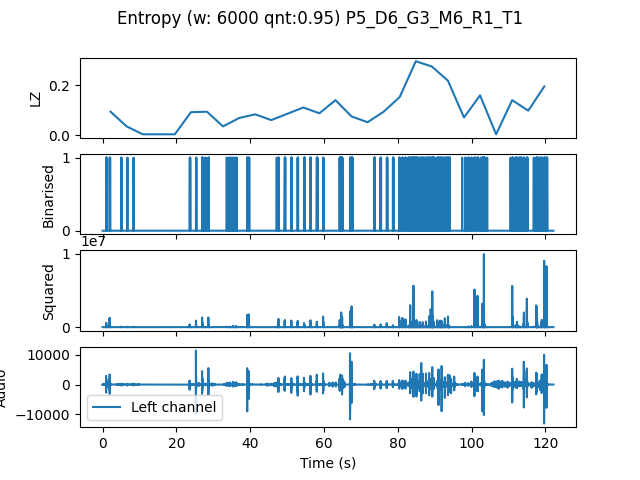 Entropy (w: 6000 qnt:0.95) P5_D6_G3_M6_R1_T1
LZ
0.2
0.0
Binarised
1
0
1e7
Squared
1
0
Audio
10000
0
−10000
Left channel
0 20 40 60 80 100 120
Time (s)